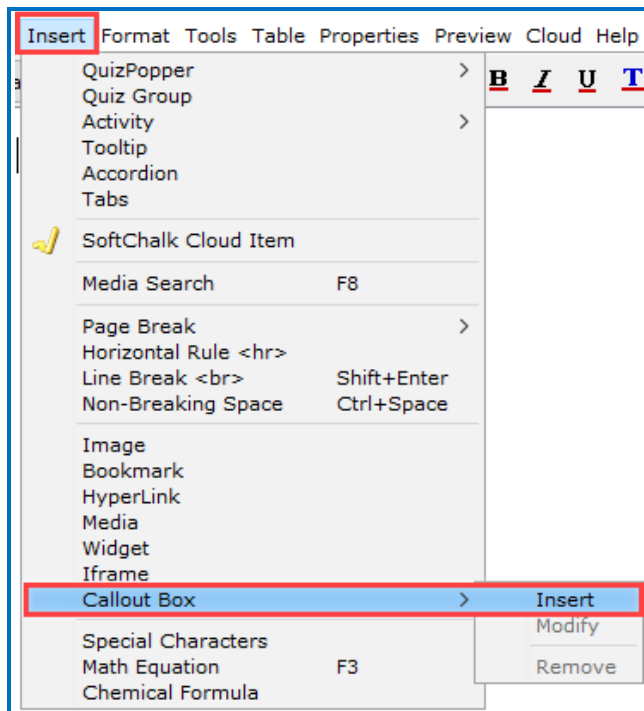 Insert Format Tools Table Properties Preview Cloud Help
QuizPopper
B I U T
Quiz Group
Activity
Tooltip
Accordion
Tabs
SoftChalk Cloud Item
Media Search F8
Page Break
Horizontal Rule <hr>
Line Break <br> Shift+Enter
Non-Breaking Space Ctrl+Space
Image
Bookmark
HyperLink
Media
Widget
Iframe
Callout Box Insert
Modify
Special Characters
Math Equation F3 Remove
Chemical Formula